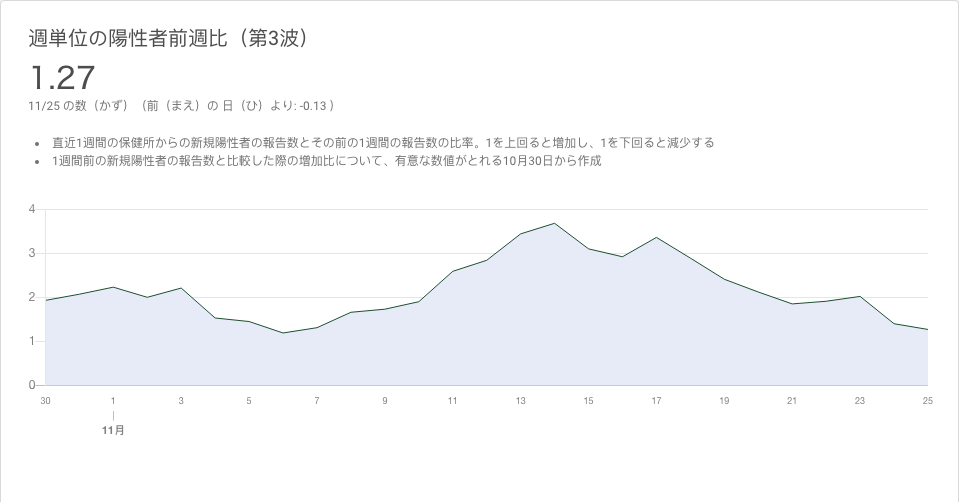 週単位の陽性者前週比（第3波）
1.27
11/25 の数（かず）（前（まえ）の 日（ひ）より: -0.13 ）
• 直近1週間の保健所からの新規陽性者の報告数とその前の1週間の報告数の比率。1を上回ると増加し、1を下回ると減少する
• 1週間前の新規陽性者の報告数と比較した際の増加比について、有意な数値がとれる10月30日から作成
4
3
2
1
0
30 1 3 5 7 9 11 13 15 17 19 21 23 25
11月